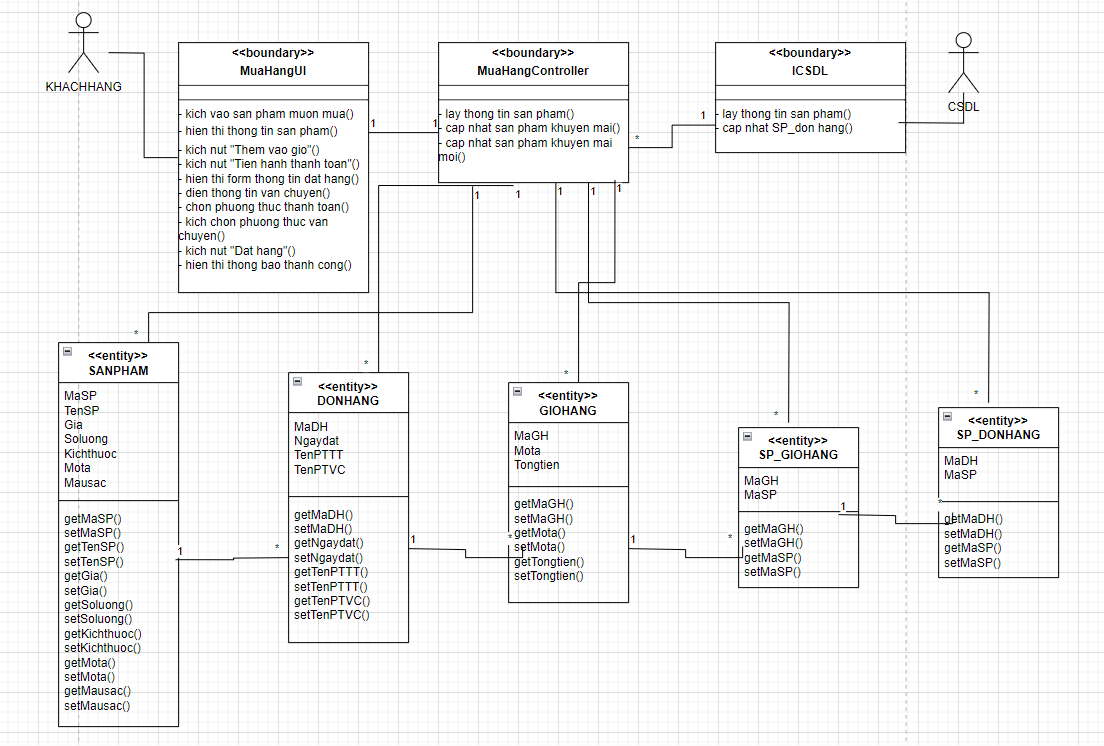 KHACHHANG
<<boundary>>
MuaHangUI
- kich vao san pham muon mua()
- hien thi thong tin san pham()
- kich nut "Them vao gio"()
- kich nut "Tien hanh thanh toan"()
- hien thi form thong tin dat hang()
- dien thong tin van chuyen()
- chon phuong thuc thanh toan()
- kich chon phuong thuc van
chuyen()
- kich nut "Dat hang"()
- hien thi thong bao thanh cong()
1
1
<<boundary>>
MuaHangController
- lay thong tin san pham()
- cap nhat san pham khuyen mai()
- cap nhat san pham khuyen mai
moi()
*
1
<<boundary>>
ICSDL
- lay thong tin san pham()
- cap nhat SP_don hang()
CSDL
1
1
1
1
1
*
*
*
*
*
<<entity>>
SANPHAM
MaSP
TenSP
Gia
Soluong
Kichthuoc
Mota
Mausac
getMaSP()
setMaSP()
getTenSP()
setTenSP()
getGia()
setGia()
getSoluong()
setSoluong()
getKichthuoc()
setKichthuoc()
getMota()
setMota()
getMausac()
setMausac()
1
*
<<entity>>
DONHANG
MaDH
Ngaydat
TenPTTT
TenPTVC
getMaDH()
setMaDH()
getNgaydat()
setNgaydat()
getTenPTTT()
setTenPTTT()
getTenPTVC()
setTenPTVC()
1
*
<<entity>>
GIOHANG
MaGH
Mota
Tongtien
getMaGH()
setMaGH()
getMota()
setMota()
getTongtien()
setTongtien()
1
*
<<entity>>
SP_GIOHANG
MaGH
MaSP
getMaGH()
setMaGH()
getMaSP()
setMaSP()
1
*
<<entity>>
SP_DONHANG
MaDH
MaSP
getMaDH()
setMaDH()
getMaSP()
setMaSP()